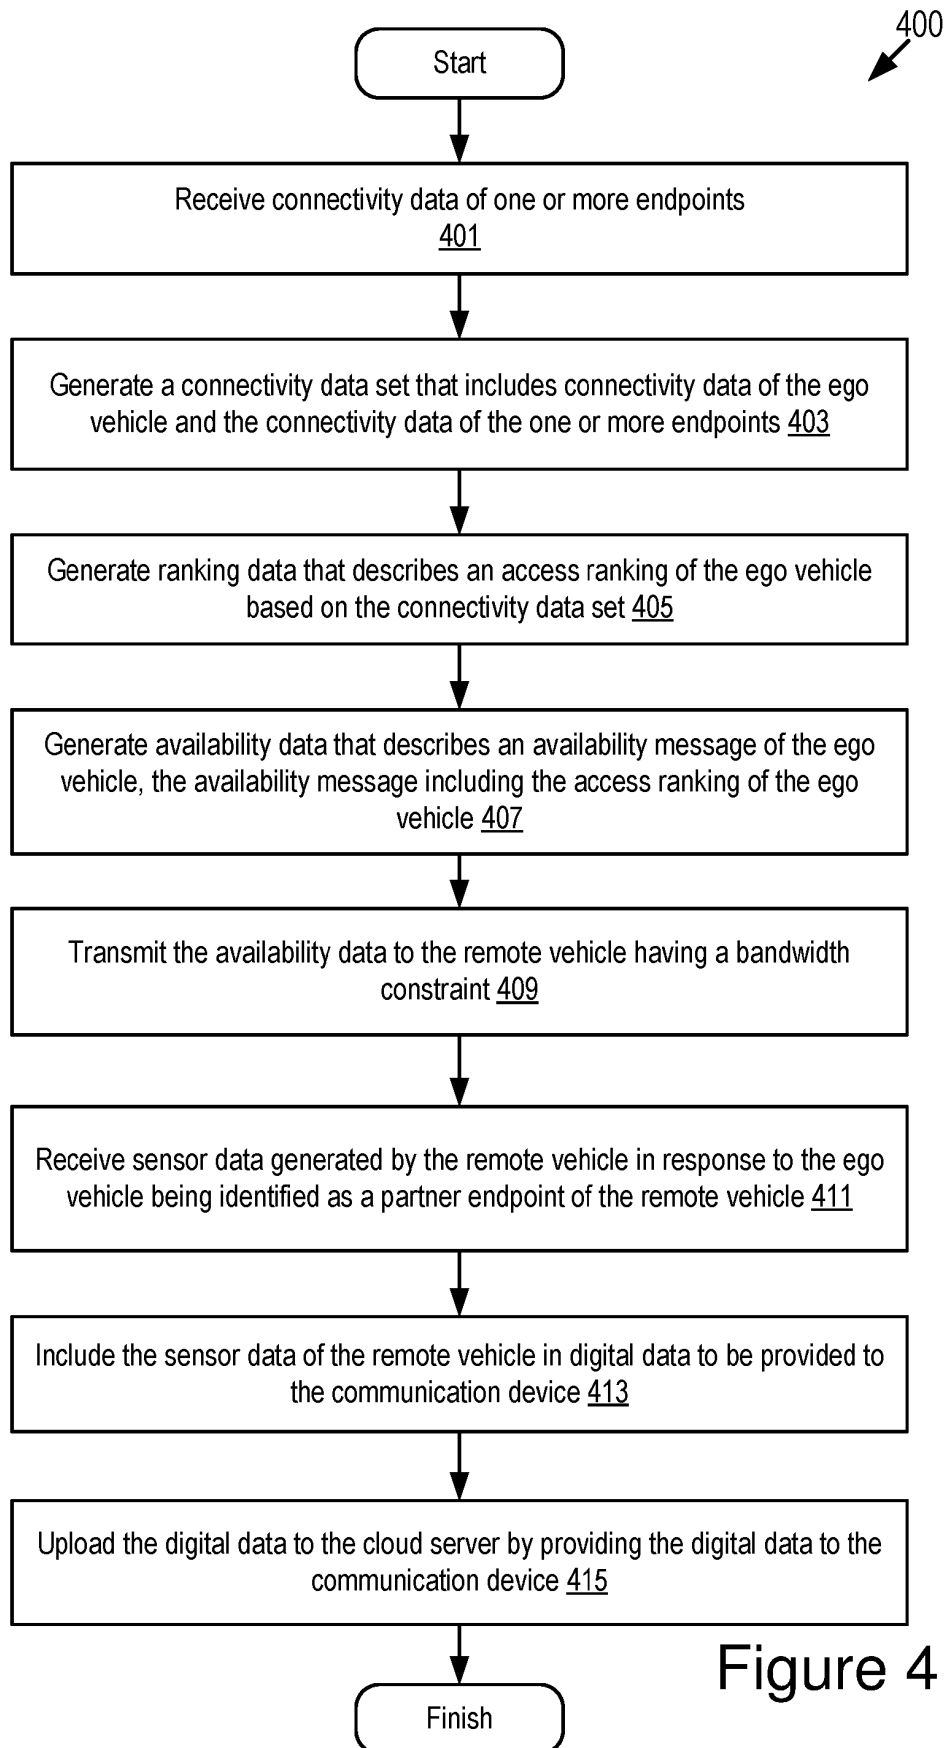 400
Start
Receive connectivity data of one or more endpoints
401
Generate a connectivity data set that includes connectivity data of the ego
vehicle and the connectivity data of the one or more endpoints 403
Generate ranking data that describes an access ranking of the ego vehicle
based on the connectivity data set 405
Generate availability data that describes an availability message of the ego
vehicle, the availability message including the access ranking of the ego
vehicle 407
Transmit the availability data to the remote vehicle having a bandwidth
constraint 409
Receive sensor data generated by the remote vehicle in response to the ego
vehicle being identified as a partner endpoint of the remote vehicle 411
Include the sensor data of the remote vehicle in digital data to be provided to
the communication device 413
Upload the digital data to the cloud server by providing the digital data to the
communication device 415
Figure 4
Finish